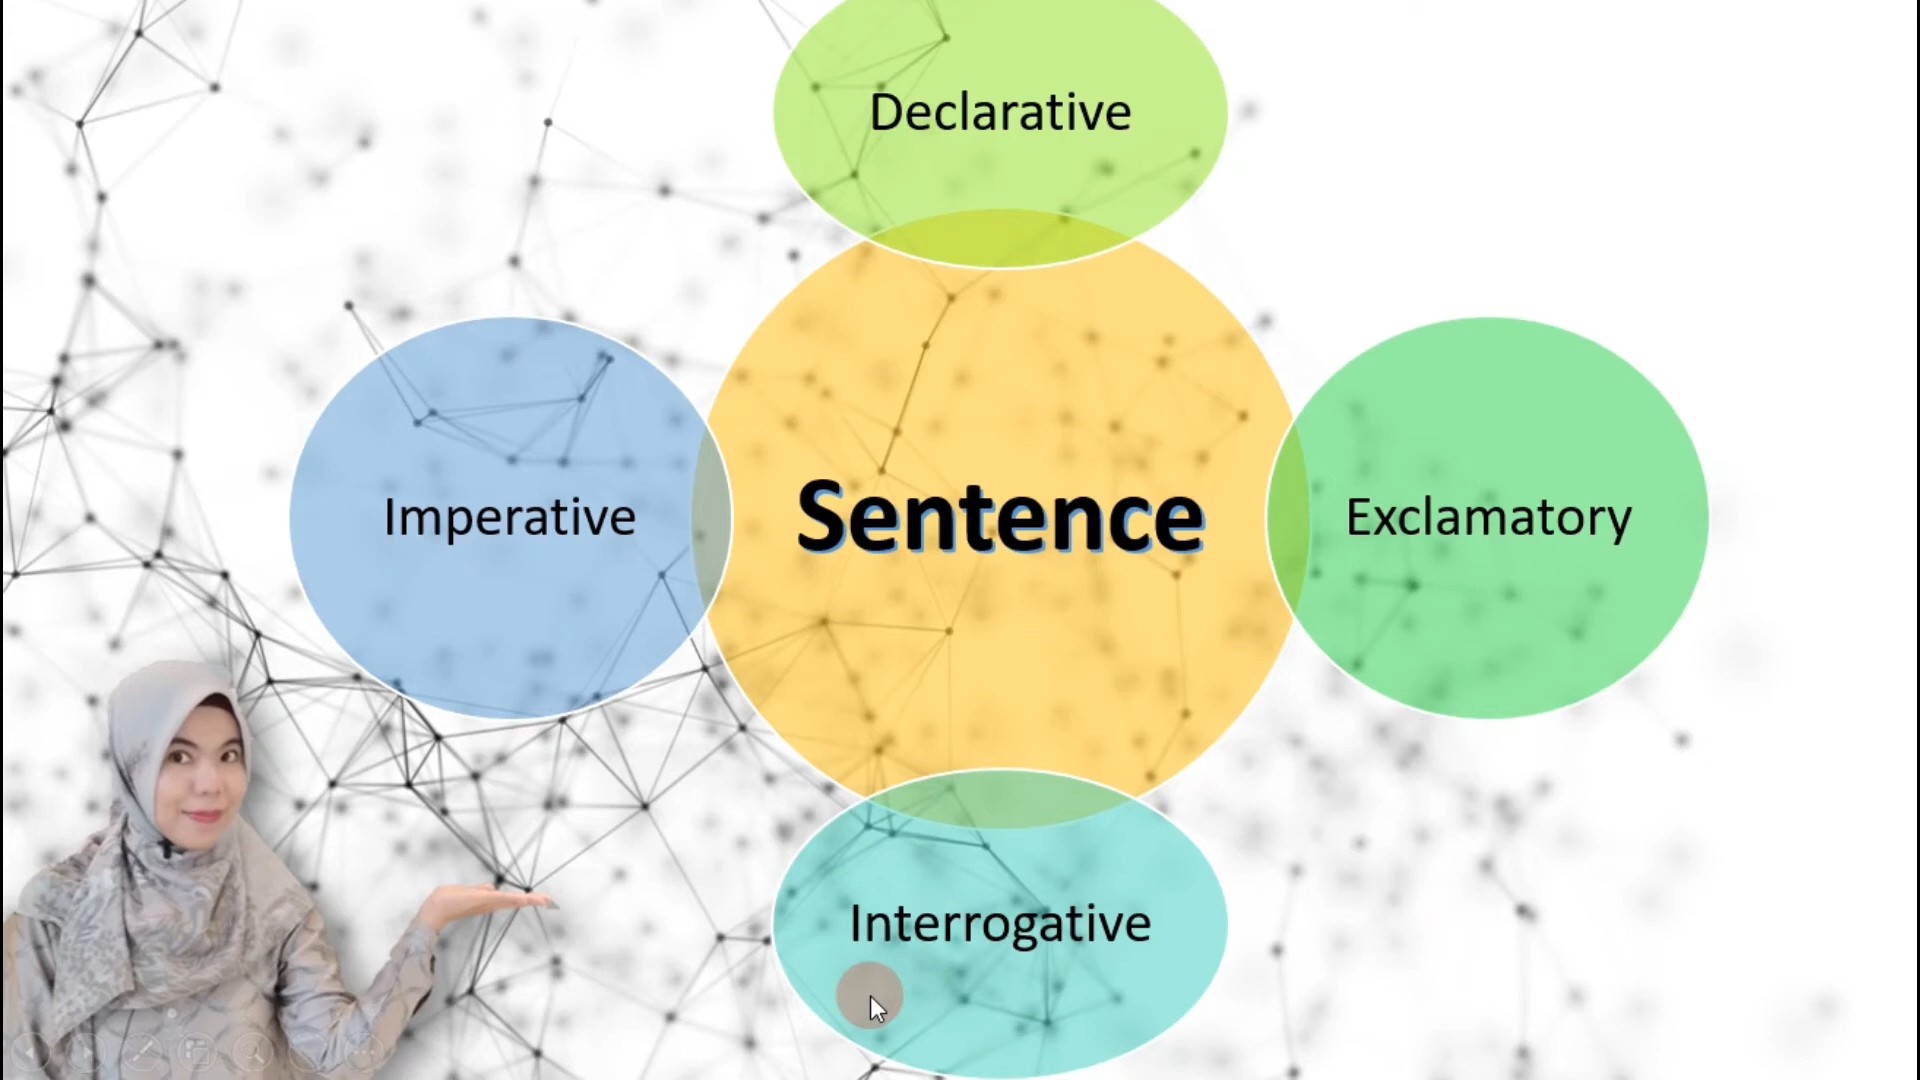 Declarative
Imperative
Sentence
Exclamatory
Interrogative